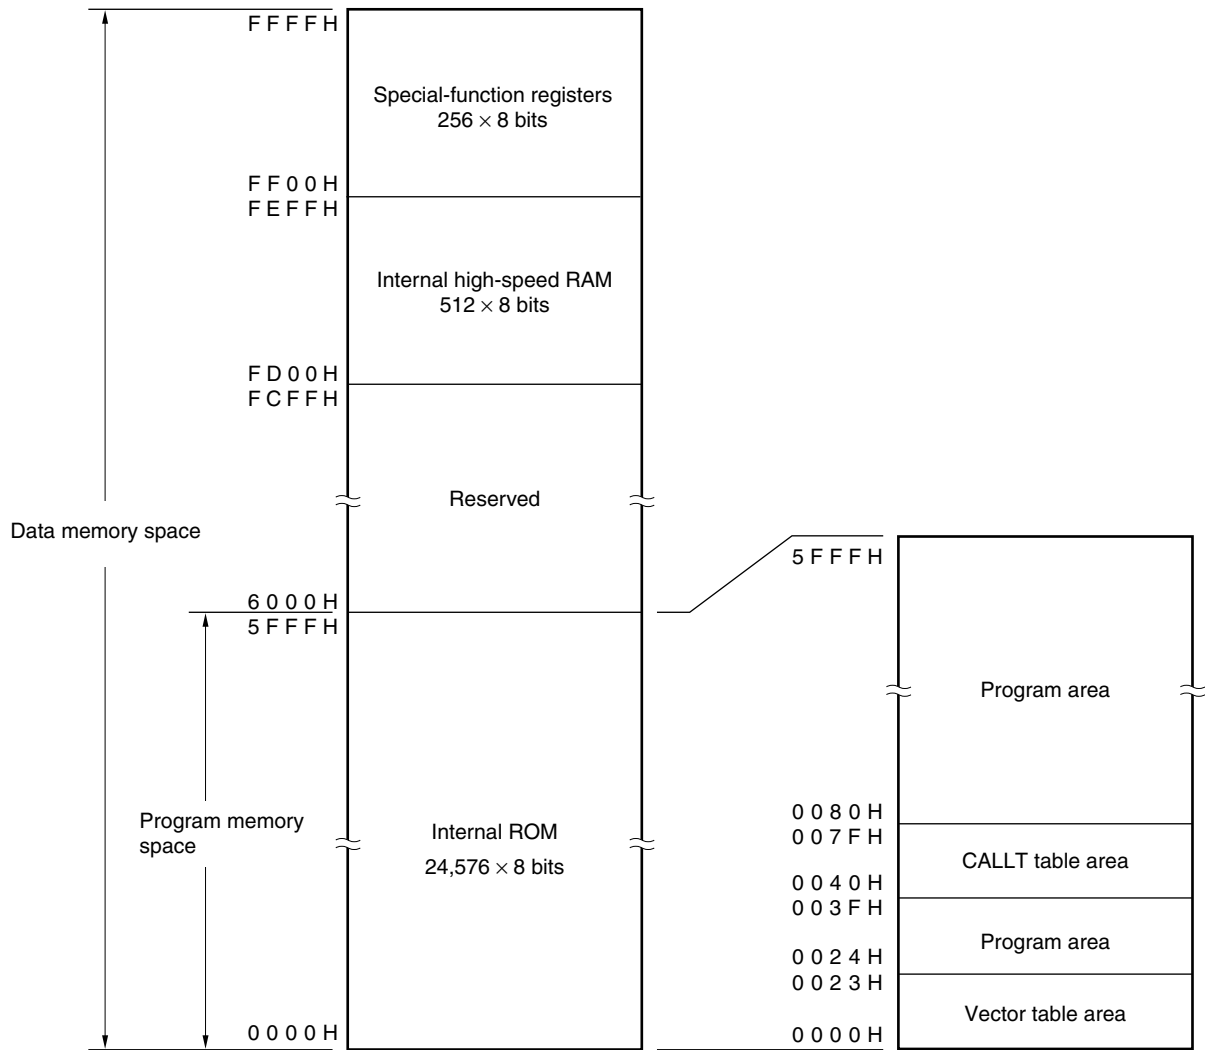 FFFFH
Special-function registers
256 × 8 bits
FF00H
FEFFH
Internal high-speed RAM
512 × 8 bits
FD00H
FCFFH
Reserved
Data memory space
6000H
5FFFH
Program memory
space
Internal ROM
24,576 × 8 bits
0000H
5FFFH
Program area
0080H
007FH
CALLT table area
0040H
003FH
Program area
0024H
0023H
Vector table area
0000H